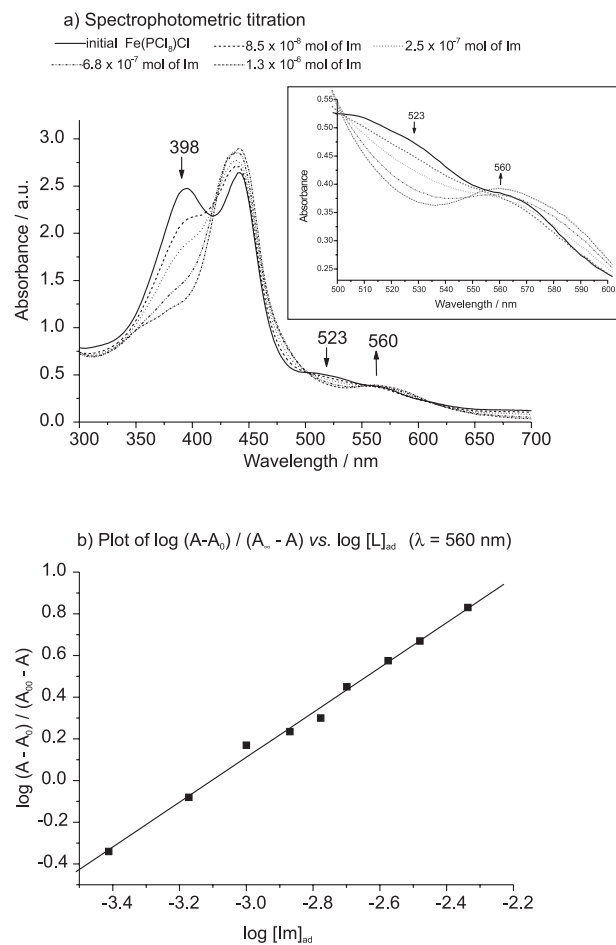 a) Spectrophotometric titration
initial Fe(PCl₈)Cl 8.5 x 10⁻⁸ mol of Im 2.5 x 10⁻⁷ mol of Im
6.8 x 10⁻⁷ mol of Im 1.3 x 10⁻⁶ mol of Im
Absorbance / a.u.
3.0
2.5
2.0
1.5
1.0
0.5
0.0
398
523
560
300 350 400 450 500 550 600 650 700
Wavelength / nm
Absorbance
0.55
0.50
0.45
0.40
0.35
0.30
0.25
523
560
500 510 520 530 540 550 560 570 580 590 600
Wavelength / nm
b) Plot of log (A-A₀) / (A∞ - A) vs. log [L]ad (λ = 560 nm)
log (A - A₀) / (A₀₀ - A)
1.0
0.8
0.6
0.4
0.2
0.0
-0.2
-0.4
-3.4 -3.2 -3.0 -2.8 -2.6 -2.4 -2.2
log [Im]ad